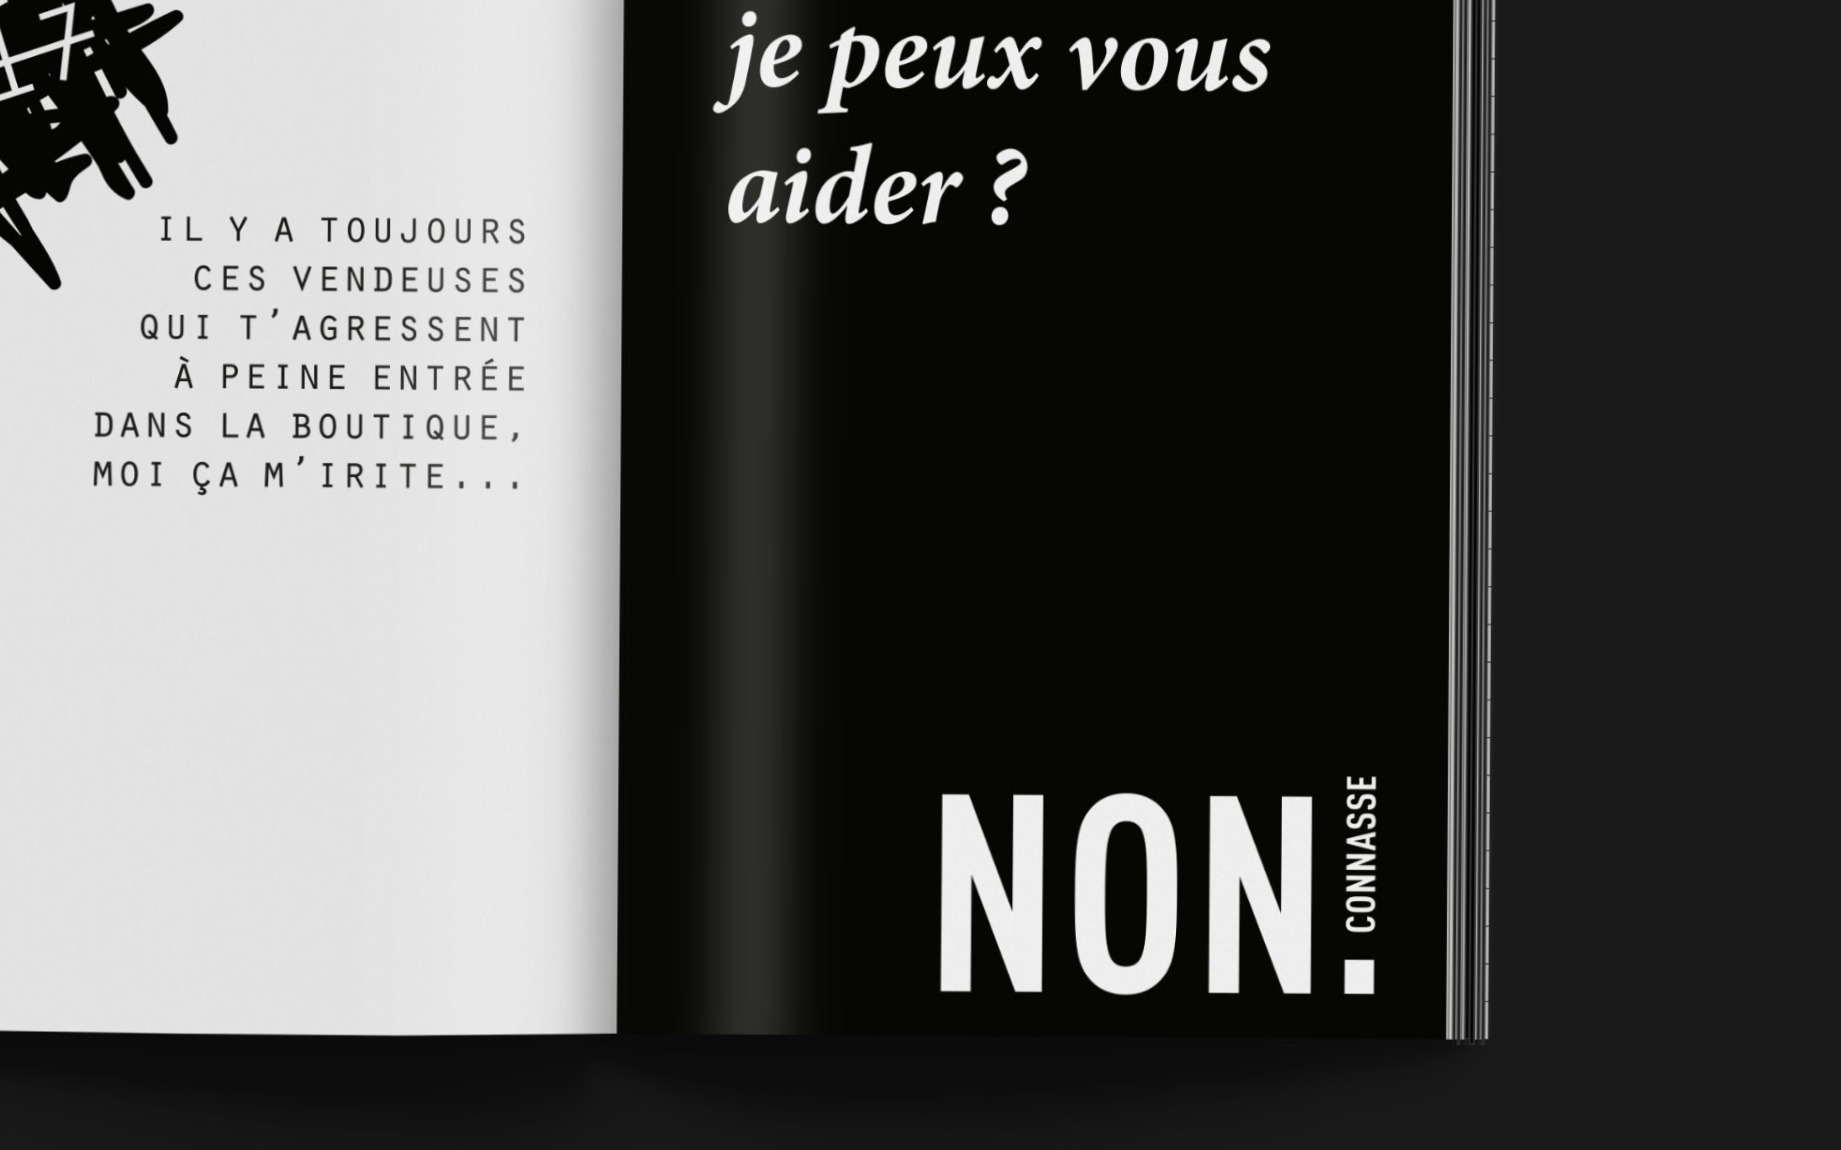 17
IL Y A TOUJOURS
CES VENDEUSES
QUI T’AGRESSENT
À PEINE ENTRÉE
DANS LA BOUTIQUE,
MOI ÇA M’IRITE...
je peux vous
aider ?
NON.
CONNASSE